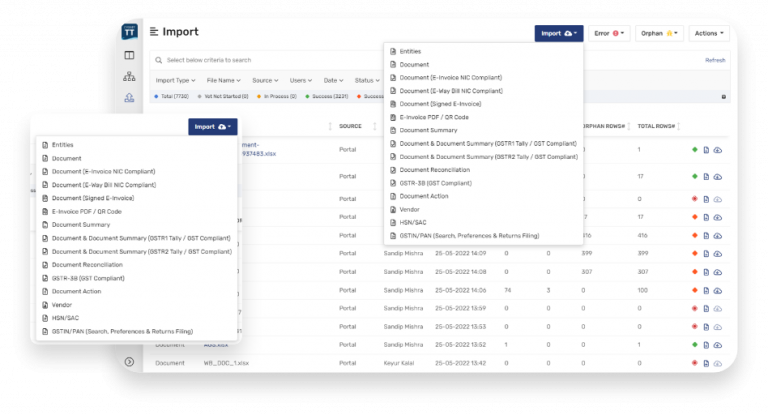 TT
Import
Import
Error
Orphan
Actions
Select below criteria to search
Refresh
Import Type
File Name
Source
Users
Date
Status
Total (7730)
Yet Not Started (0)
In Process (0)
Success (3231)
Success
Entities
Document
Document (E-Invoice NIC Compliant)
Document (E-Way Bill NIC Compliant)
Document (Signed E-Invoice)
E-Invoice PDF / QR Code
Document Summary
Document & Document Summary (GSTR1 Tally / GST Compliant)
Document & Document Summary (GSTR2 Tally / GST Compliant)
Document Reconciliation
GSTR-3B (GST Compliant)
Document Action
Vendor
HSN/SAC
GSTIN/PAN (Search, Preferences & Returns Filing)
Import
Entities
Document
Document (E-Invoice NIC Compliant)
Document (E-Way Bill NIC Compliant)
Document (Signed E-Invoice)
E-Invoice PDF / QR Code
Document Summary
Document & Document Summary (GSTR1 Tally / GST Compliant)
Document & Document Summary (GSTR2 Tally / GST Compliant)
Document Reconciliation
GSTR-3B (GST Compliant)
Document Action
Vendor
HSN/SAC
GSTIN/PAN (Search, Preferences & Returns Filing)
SOURCE ORPHAN ROWS# TOTAL ROWS#
ment-
937483.xlsx Portal 1
Portal 17
Portal 0
Portal 17 17
Portal 416 416
Portal Sandip Mishra 25-05-2022 14:09 0 0 399 399
Portal Sandip Mishra 25-05-2022 14:08 0 0 307 307
Portal Sandip Mishra 25-05-2022 14:06 74 3 0 100
Portal Sandip Mishra 25-05-2022 13:59 0 0 0 0
Portal Sandip Mishra 25-05-2022 13:53 0 0 0 0
Document Portal Sandip Mishra 25-05-2022 13:52 1 0 0 1
Document WB_DOC_1.xlsx Portal Keyur Kalal 25-05-2022 13:42 0 0 0 0